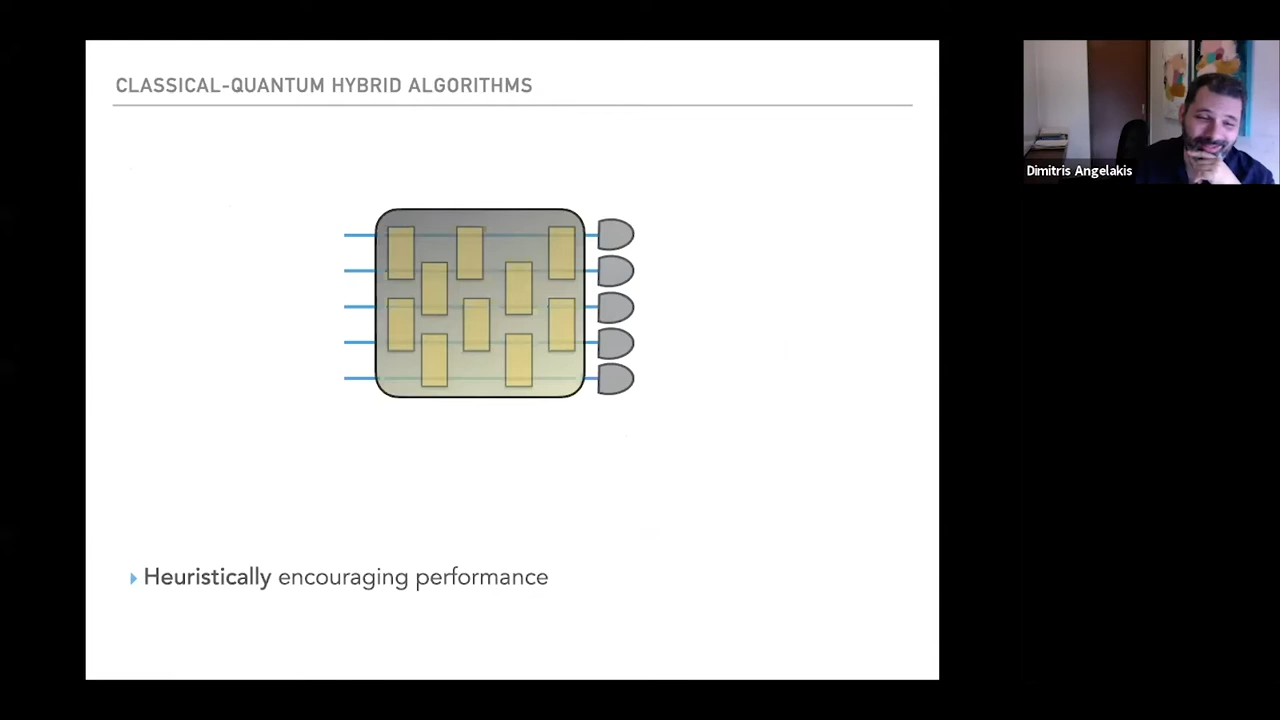 CLASSICAL-QUANTUM HYBRID ALGORITHMS
Dimitris Angelakis
Heuristically encouraging performance